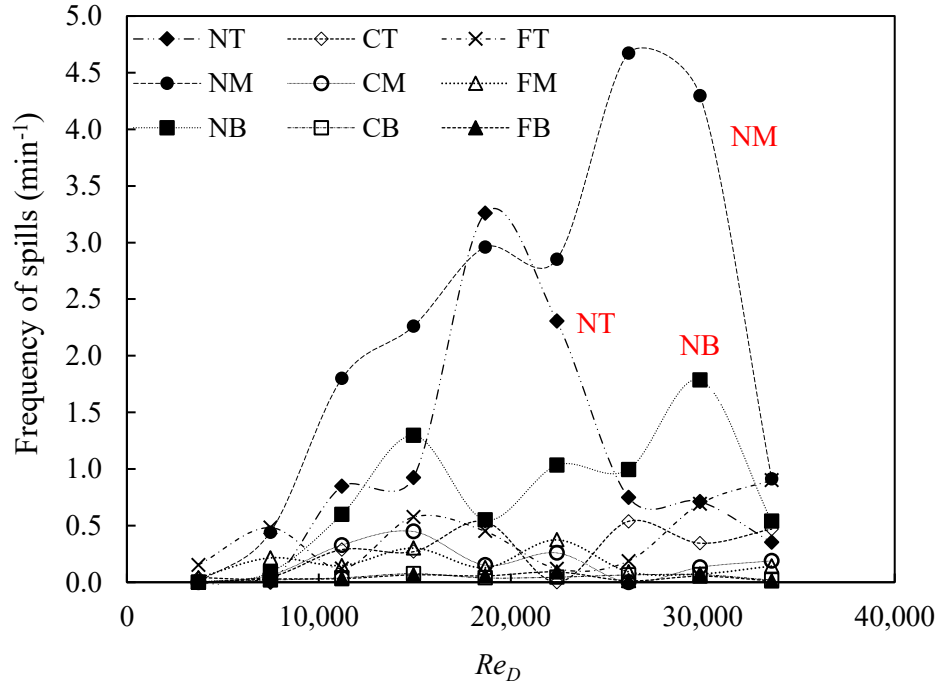 5.0
4.5
4.0
3.5
3.0
2.5
2.0
1.5
1.0
0.5
0.0
Frequency of spills (min⁻¹)
NT CT FT
NM CM FM
NB CB FB
NM
NT
NB
0 10,000 20,000 30,000 40,000
Re_D